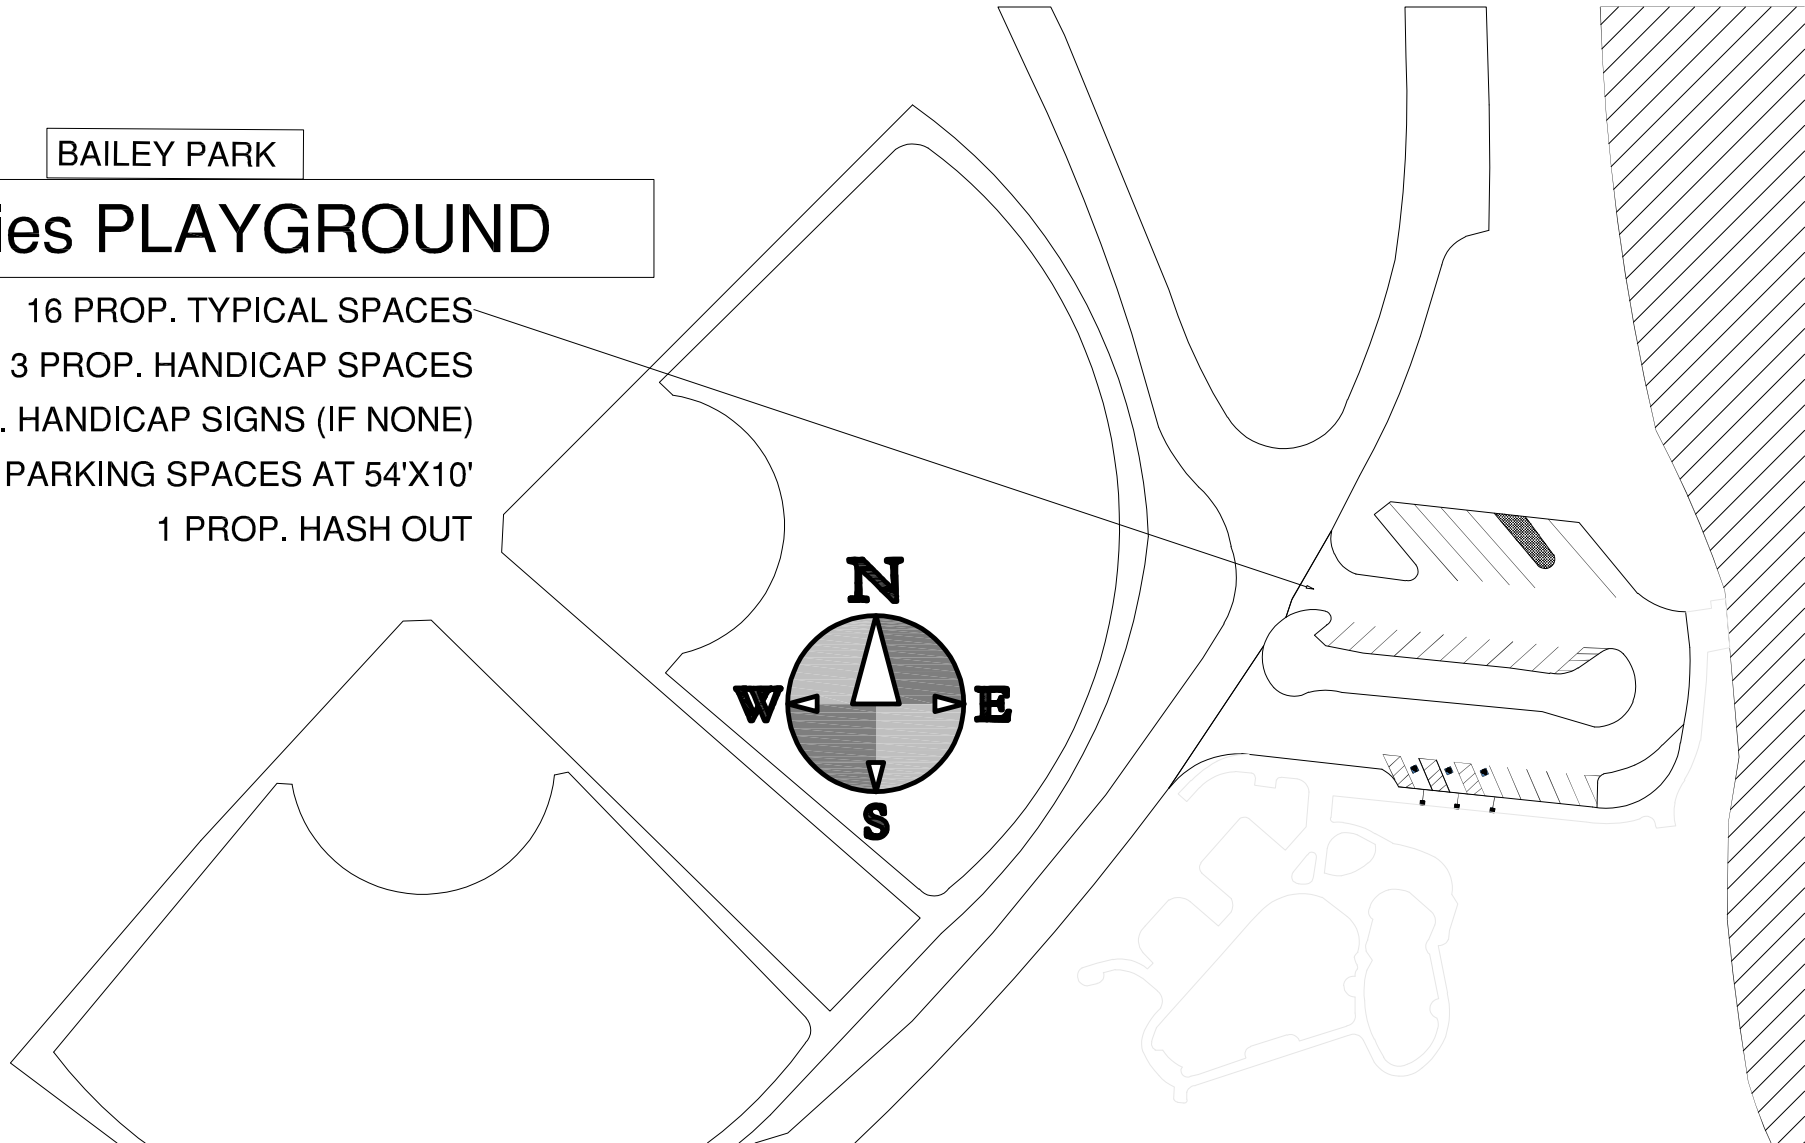 BAILEY PARK
ies PLAYGROUND
16 PROP. TYPICAL SPACES
3 PROP. HANDICAP SPACES
. HANDICAP SIGNS (IF NONE)
PARKING SPACES AT 54'X10'
1 PROP. HASH OUT
N
W E
S